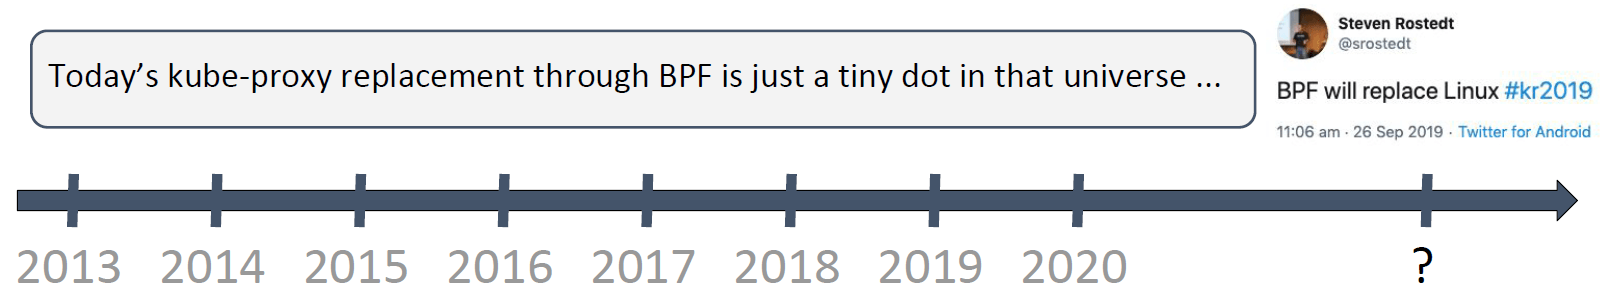 Today’s kube-proxy replacement through BPF is just a tiny dot in that universe ...
Steven Rostedt
@srostedt
BPF will replace Linux #kr2019
11:06 am · 26 Sep 2019 · Twitter for Android
2013 2014 2015 2016 2017 2018 2019 2020 ?